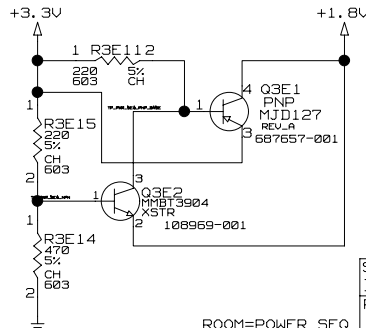 +3.3V
+1.8V
1 R3E112
220 5%
603 CH
4 Q3E1
PNP
MJD127
REV_A
687657-001
1
3
1
R3E15
220
5%
CH
603
2
3
Q3E2
MMBT3904
XSTR
108969-001
1
2
1
R3E14
470
5%
CH
603
2
ROOM=POWER_SEQ